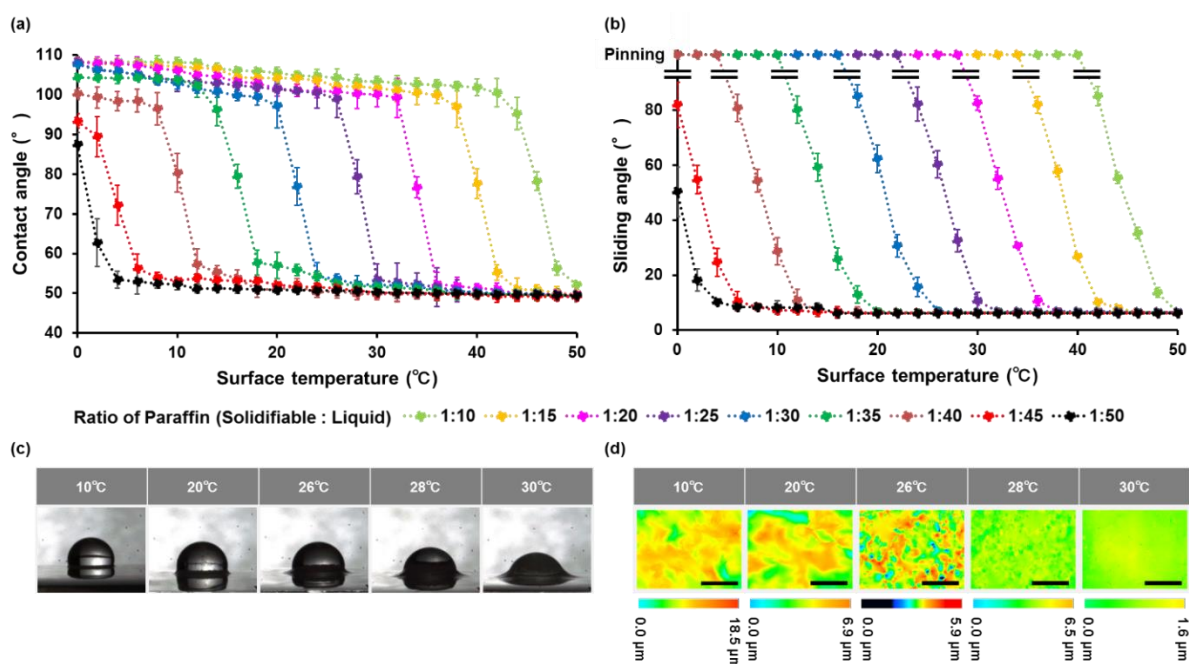 (a)
110
100
90
80
70
60
50
40
Contact angle (°)
0 10 20 30 40 50
Surface temperature (℃)
(b)
Pinning
80
60
40
20
0
Sliding angle (°)
0 10 20 30 40 50
Surface temperature (℃)
Ratio of Paraffin (Solidifiable : Liquid) 1:10 1:15 1:20 1:25 1:30 1:35 1:40 1:45 1:50
(c)
10℃ 20℃ 26℃ 28℃ 30℃
(d)
10℃ 20℃ 26℃ 28℃ 30℃
0.0 μm 18.5 μm 0.0 μm 6.9 μm 0.0 μm 5.9 μm 0.0 μm 6.5 μm 0.0 μm 1.6 μm